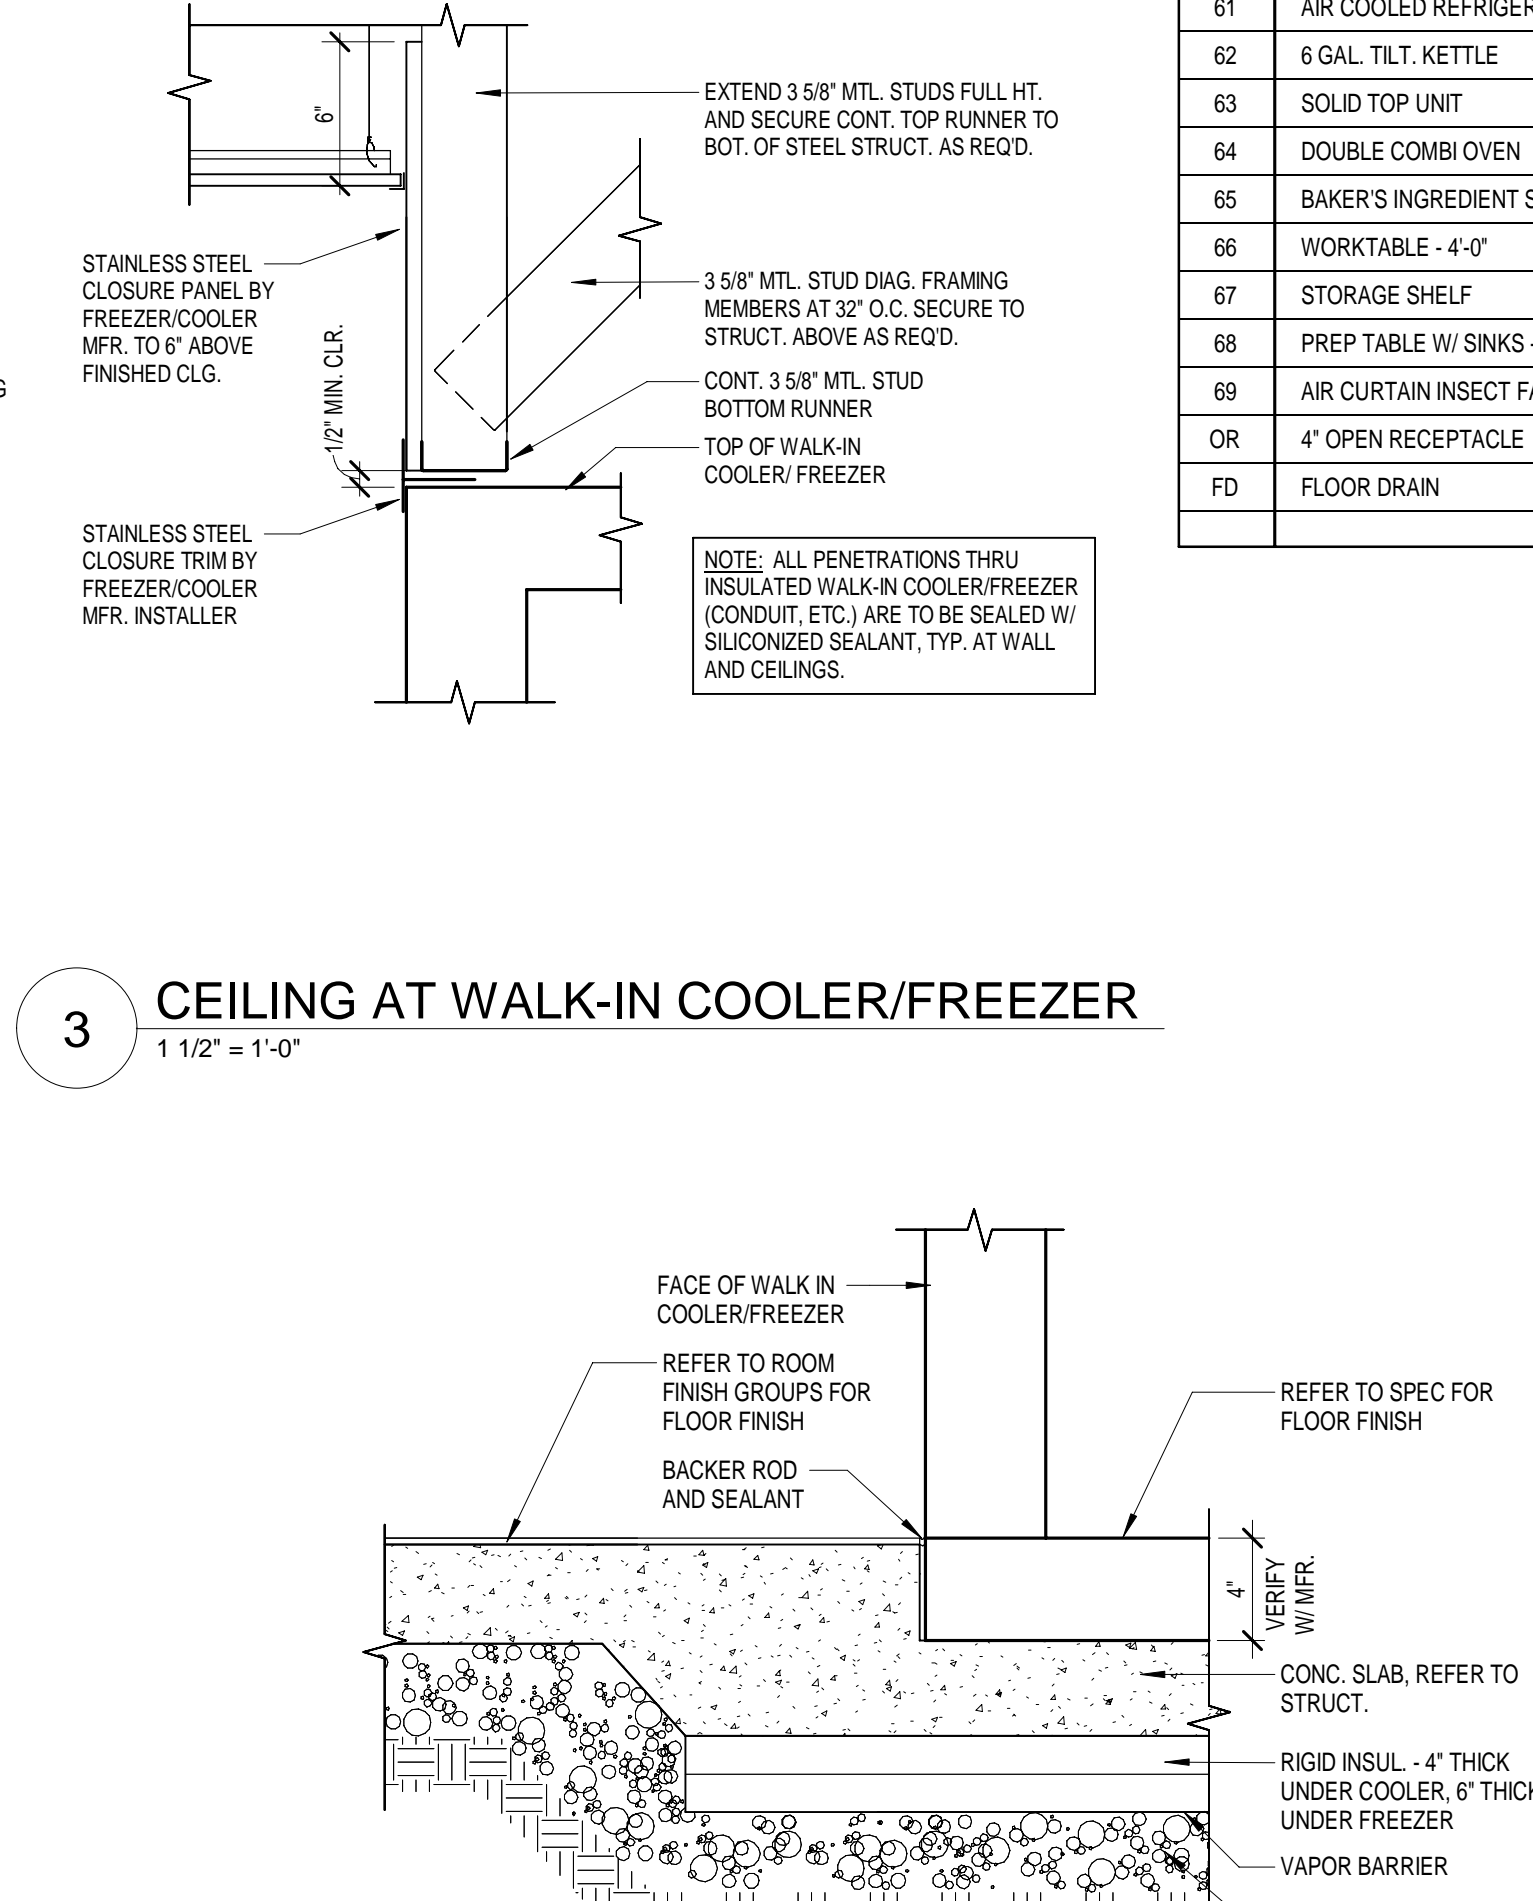 6"
EXTEND 3 5/8" MTL. STUDS FULL HT.
AND SECURE CONT. TOP RUNNER TO
BOT. OF STEEL STRUCT. AS REQ'D.
STAINLESS STEEL
CLOSURE PANEL BY
FREEZER/COOLER
MFR. TO 6" ABOVE
FINISHED CLG.
G
1/2" MIN. CLR.
3 5/8" MTL. STUD DIAG. FRAMING
MEMBERS AT 32" O.C. SECURE TO
STRUCT. ABOVE AS REQ'D.
CONT. 3 5/8" MTL. STUD
BOTTOM RUNNER
TOP OF WALK-IN
COOLER/ FREEZER
STAINLESS STEEL
CLOSURE TRIM BY
FREEZER/COOLER
MFR. INSTALLER
NOTE: ALL PENETRATIONS THRU
INSULATED WALK-IN COOLER/FREEZER
(CONDUIT, ETC.) ARE TO BE SEALED W/
SILICONIZED SEALANT, TYP. AT WALL
AND CEILINGS.
61 AIR COOLED
62 6 GAL. TILT. KETTLE
63 SOLID TOP UNIT
64 DOUBLE COMBI OVEN
65 BAKER'S INGREDIENT
66 WORKTABLE - 4'-0"
67 STORAGE SHELF
68 PREP TABLE W/ SINKS -
69 AIR CURTAIN INSECT
OR 4" OPEN RECEPTACLE
FD FLOOR DRAIN
3 CEILING AT WALK-IN COOLER/FREEZER
1 1/2" = 1'-0"
FACE OF WALK IN
COOLER/FREEZER
REFER TO ROOM
FINISH GROUPS FOR
FLOOR FINISH
BACKER ROD
AND SEALANT
REFER TO SPEC FOR
FLOOR FINISH
4"
VERIFY
W/ MFR.
CONC. SLAB, REFER TO
STRUCT.
RIGID INSUL. - 4" THICK
UNDER COOLER, 6" THICK
UNDER FREEZER
VAPOR BARRIER